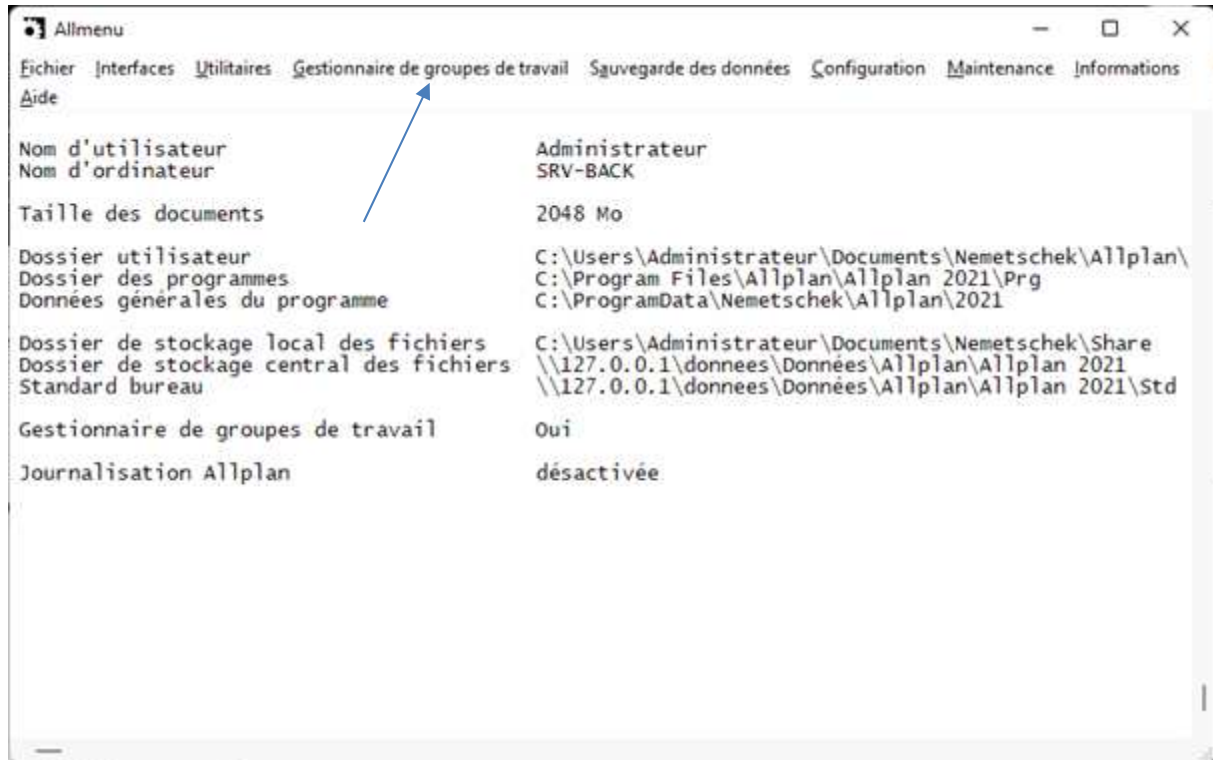 Allmenu
Fichier Interfaces Utilitaires Gestionnaire de groupes de travail Sauvegarde des données Configuration Maintenance Informations
Aide
Nom d'utilisateur Administrateur
Nom d'ordinateur SRV-BACK
Taille des documents 2048 Mo
Dossier utilisateur C:\Users\Administrateur\Documents\Nemetschek\Allplan\
Dossier des programmes C:\Program Files\Allplan\Allplan 2021\Prg
Données générales du programme C:\ProgramData\Nemetschek\Allplan\2021
Dossier de stockage local des fichiers C:\Users\Administrateur\Documents\Nemetschek\Share
Dossier de stockage central des fichiers \\127.0.0.1\donnees\Données\Allplan\Allplan 2021
Standard bureau \\127.0.0.1\donnees\Données\Allplan\Allplan 2021\Std
Gestionnaire de groupes de travail Oui
Journalisation Allplan désactivée